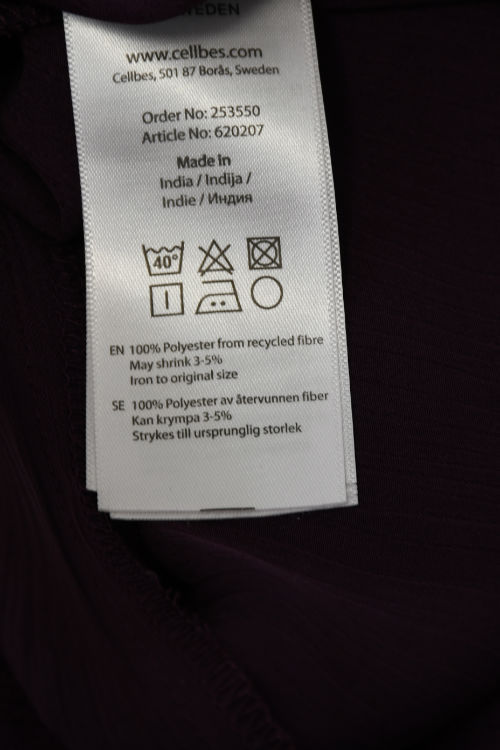 WEDEN
www.cellbes.com
Cellbes, 501 87 Borås, Sweden
Order No: 253550
Article No: 620207
Made in
India / Indija /
Indie / Индия
40°
EN 100% Polyester from recycled fibre
May shrink 3-5%
Iron to original size
SE 100% Polyester av återvunnen fiber
Kan krympa 3-5%
Strykes till ursprunglig storlek